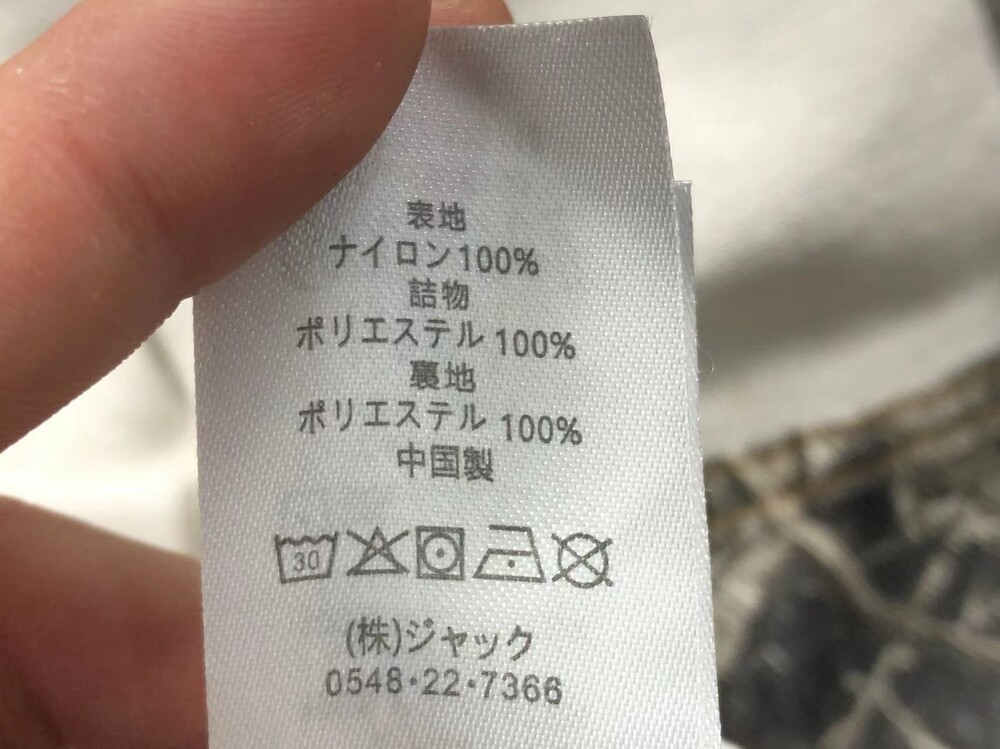 表地
ナイロン100%
詰物
ポリエステル 100%
裏地
ポリエステル 100%
中国製
30
(株)ジャック
0548・22・7366